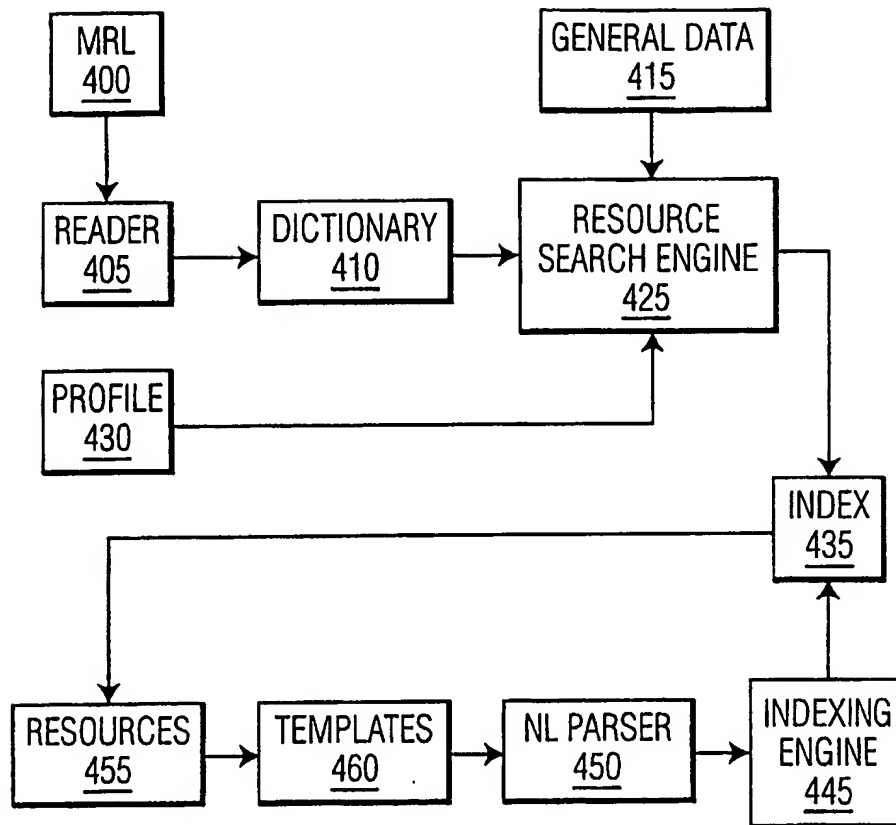 MRL
400
GENERAL DATA
415
READER
405
DICTIONARY
410
RESOURCE
SEARCH ENGINE
425
PROFILE
430
INDEX
435
RESOURCES
455
TEMPLATES
460
NL PARSER
450
INDEXING
ENGINE
445